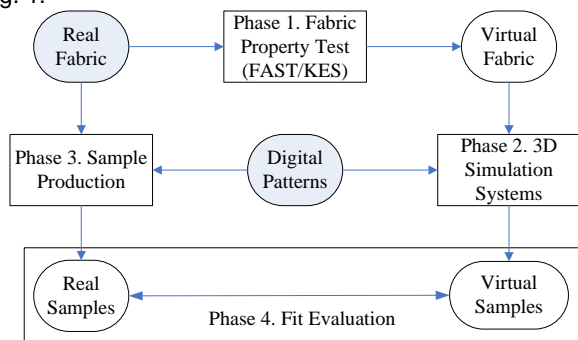 g. 1.
Real
Fabric
Phase 1. Fabric
Property Test
(FAST/KES)
Virtual
Fabric
Phase 3. Sample
Production
Digital
Patterns
Phase 2. 3D
Simulation
Systems
Real
Samples
Virtual
Samples
Phase 4. Fit Evaluation